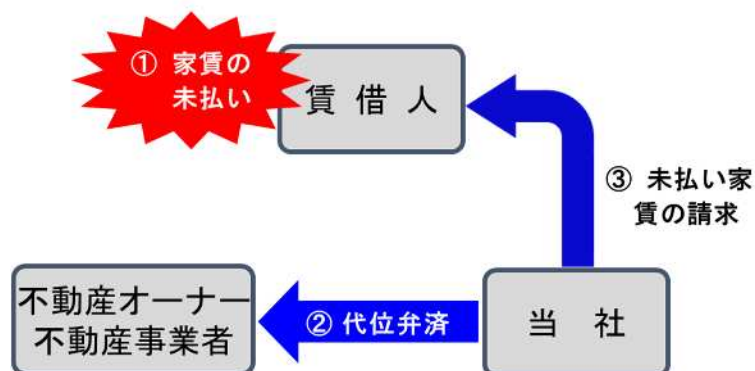 ① 家賃の
未払い
賃 借 人
③ 未払い家
賃の請求
不動産オーナー
不動産事業者
② 代位弁済
当 社